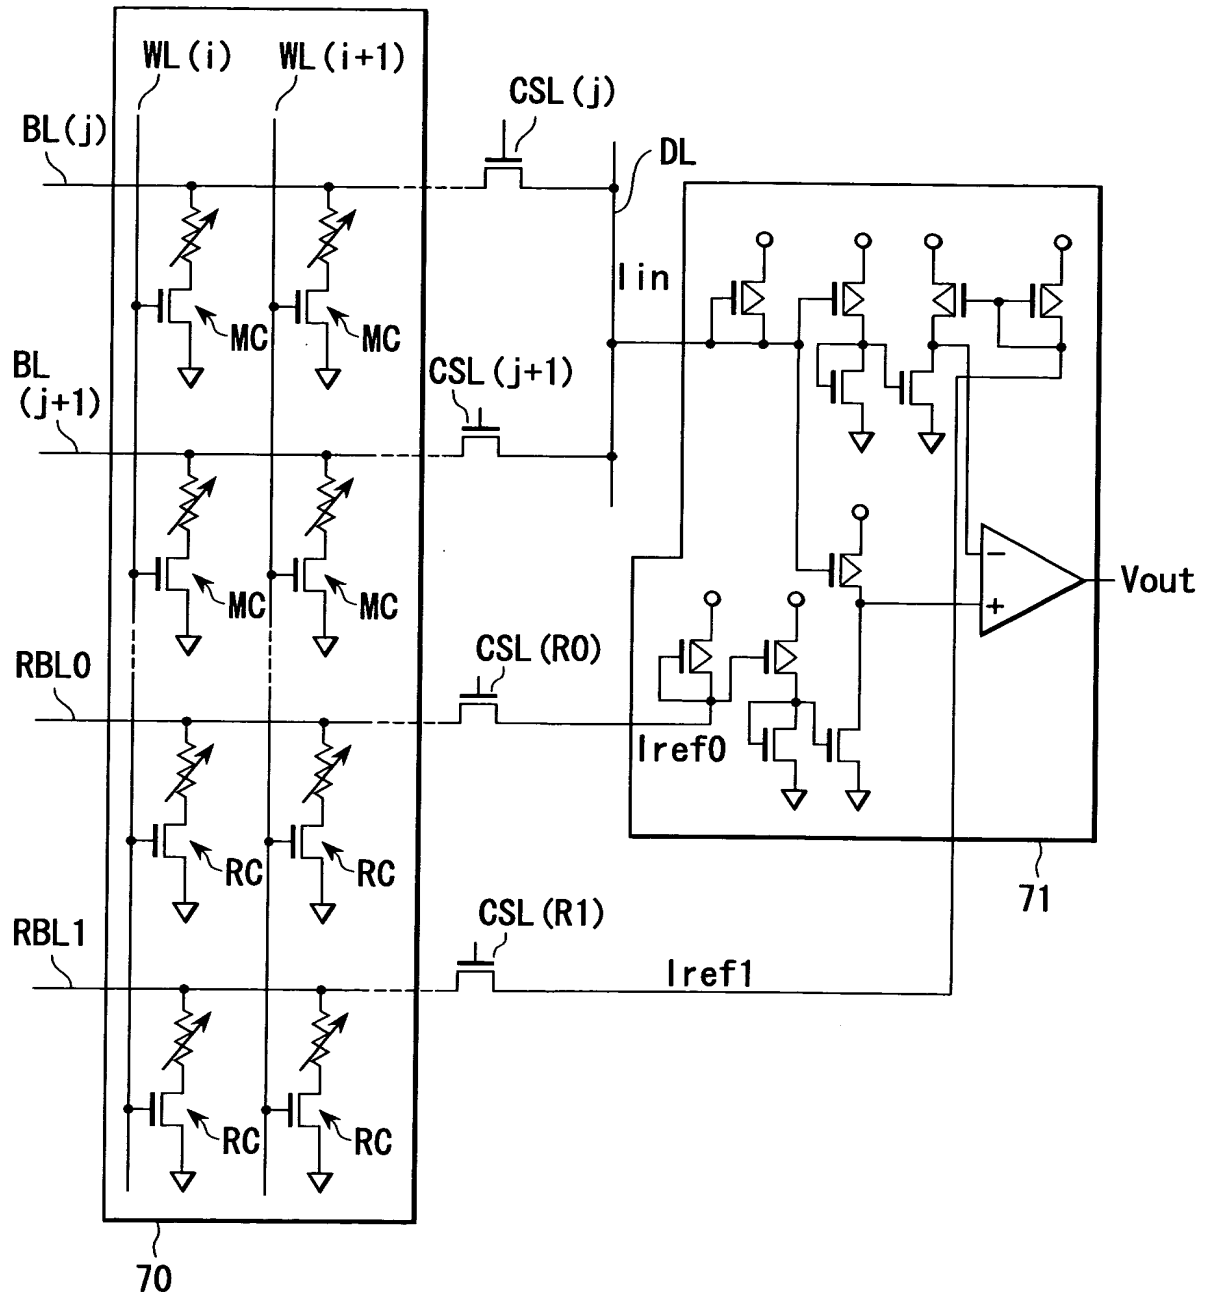 WL(i)
WL(i+1)
CSL(j)
BL(j)
DL
Iin
MC
MC
BL
(j+1)
CSL(j+1)
MC
MC
−
+
Vout
RBL0
CSL(R0)
Iref0
RC
RC
71
RBL1
CSL(R1)
Iref1
RC
RC
70